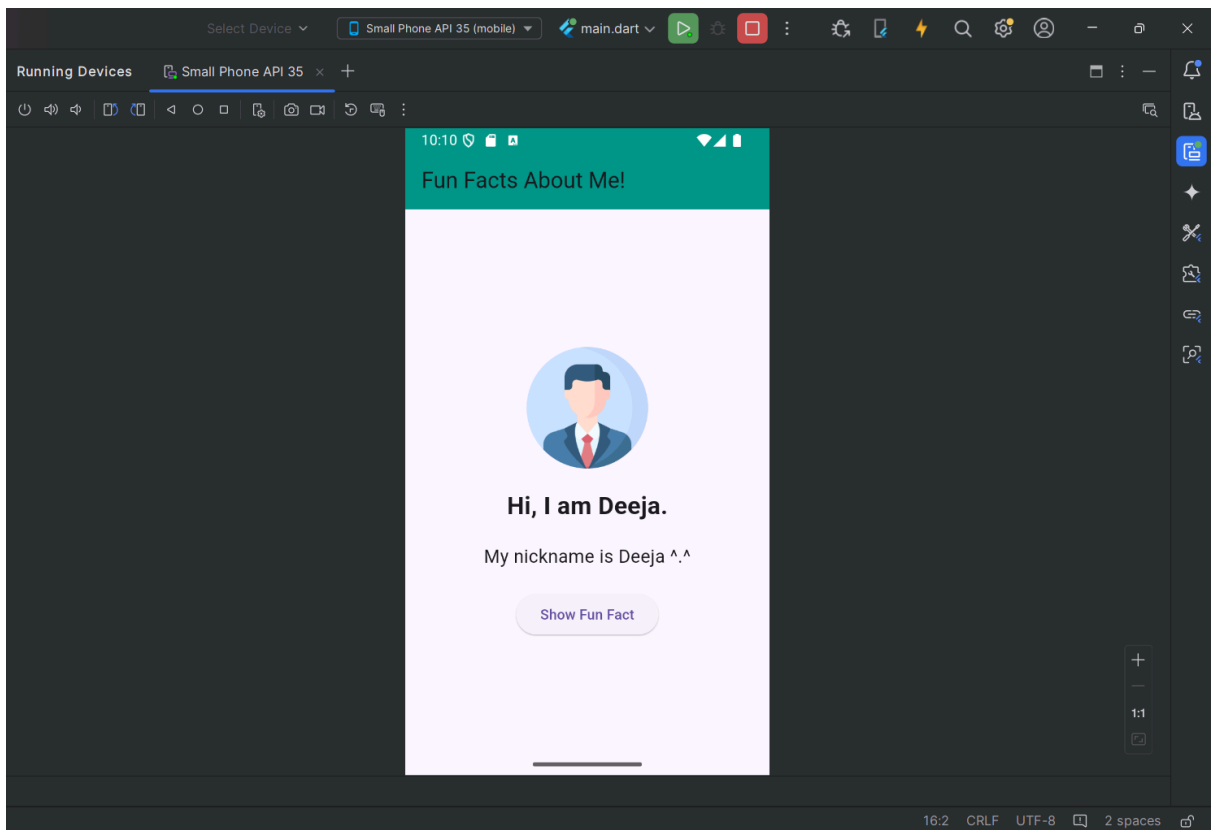 Select Device
Small Phone API 35 (mobile)
main.dart
Running Devices
Small Phone API 35
10:10
A
Fun Facts About Me!
Hi, I am Deeja.
My nickname is Deeja ^.^
Show Fun Fact
1:1
16:2 CRLF UTF-8 2 spaces